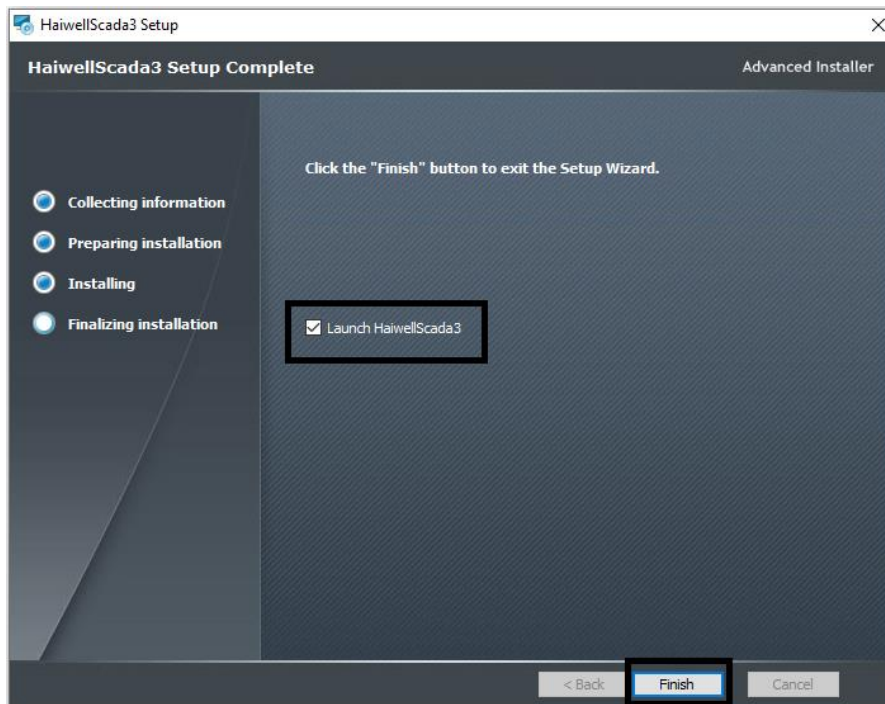 HaiwellScada3 Setup
HaiwellScada3 Setup Complete
Advanced Installer
Click the "Finish" button to exit the Setup Wizard.
Collecting information
Preparing installation
Installing
Finalizing installation
Launch HaiwellScada3
< Back
Finish
Cancel